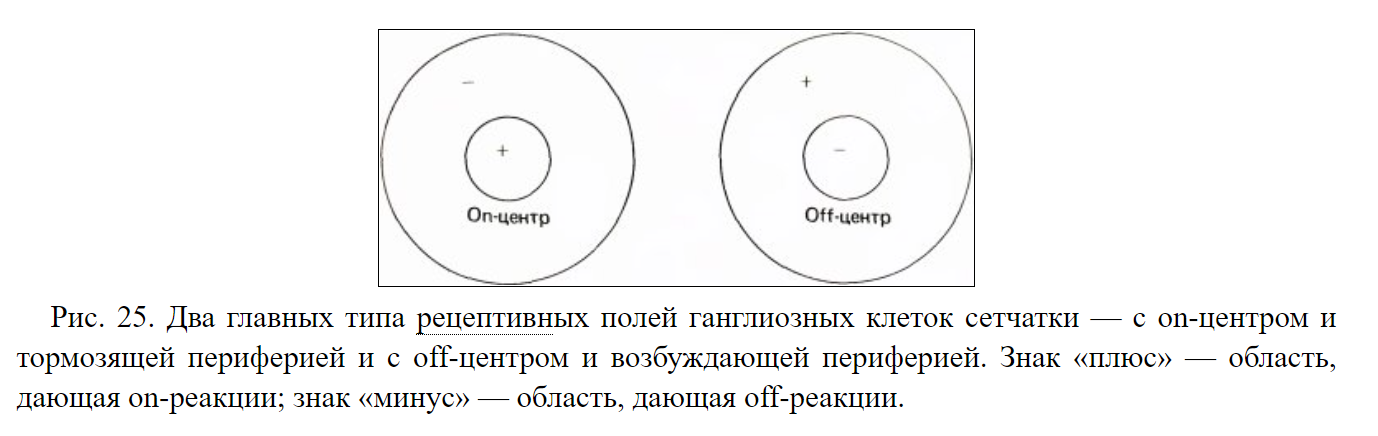 − +
+ −
On-центр Off-центр
Рис. 25. Два главных типа рецептивных полей ганглиозных клеток сетчатки — с on-центром и
тормозящей периферией и с off-центром и возбуждающей периферией. Знак «плюс» — область,
дающая on-реакции; знак «минус» — область, дающая off-реакции.